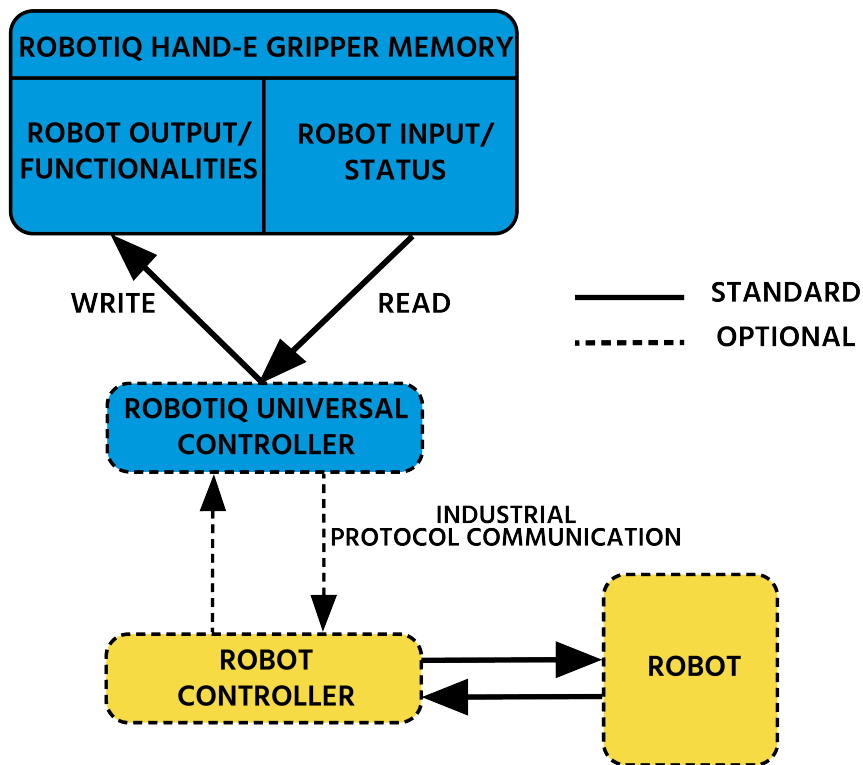 ROBOTIQ HAND-E GRIPPER MEMORY
ROBOT OUTPUT/
FUNCTIONALITIES
ROBOT INPUT/
STATUS
WRITE
READ
STANDARD
OPTIONAL
ROBOTIQ UNIVERSAL
CONTROLLER
INDUSTRIAL
PROTOCOL COMMUNICATION
ROBOT
CONTROLLER
ROBOT